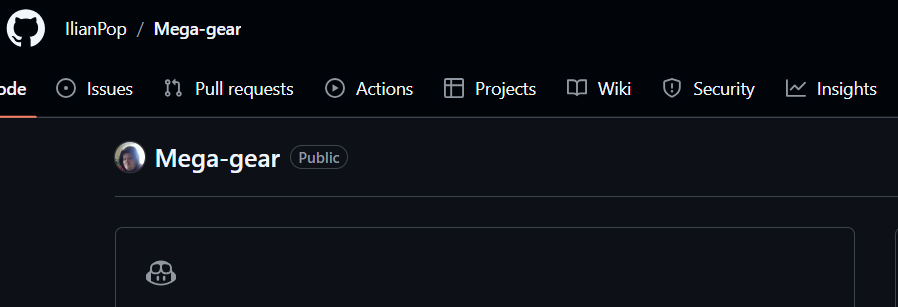 IlianPop / Mega-gear
ode Issues Pull requests Actions Projects Wiki Security Insights
Mega-gear Public